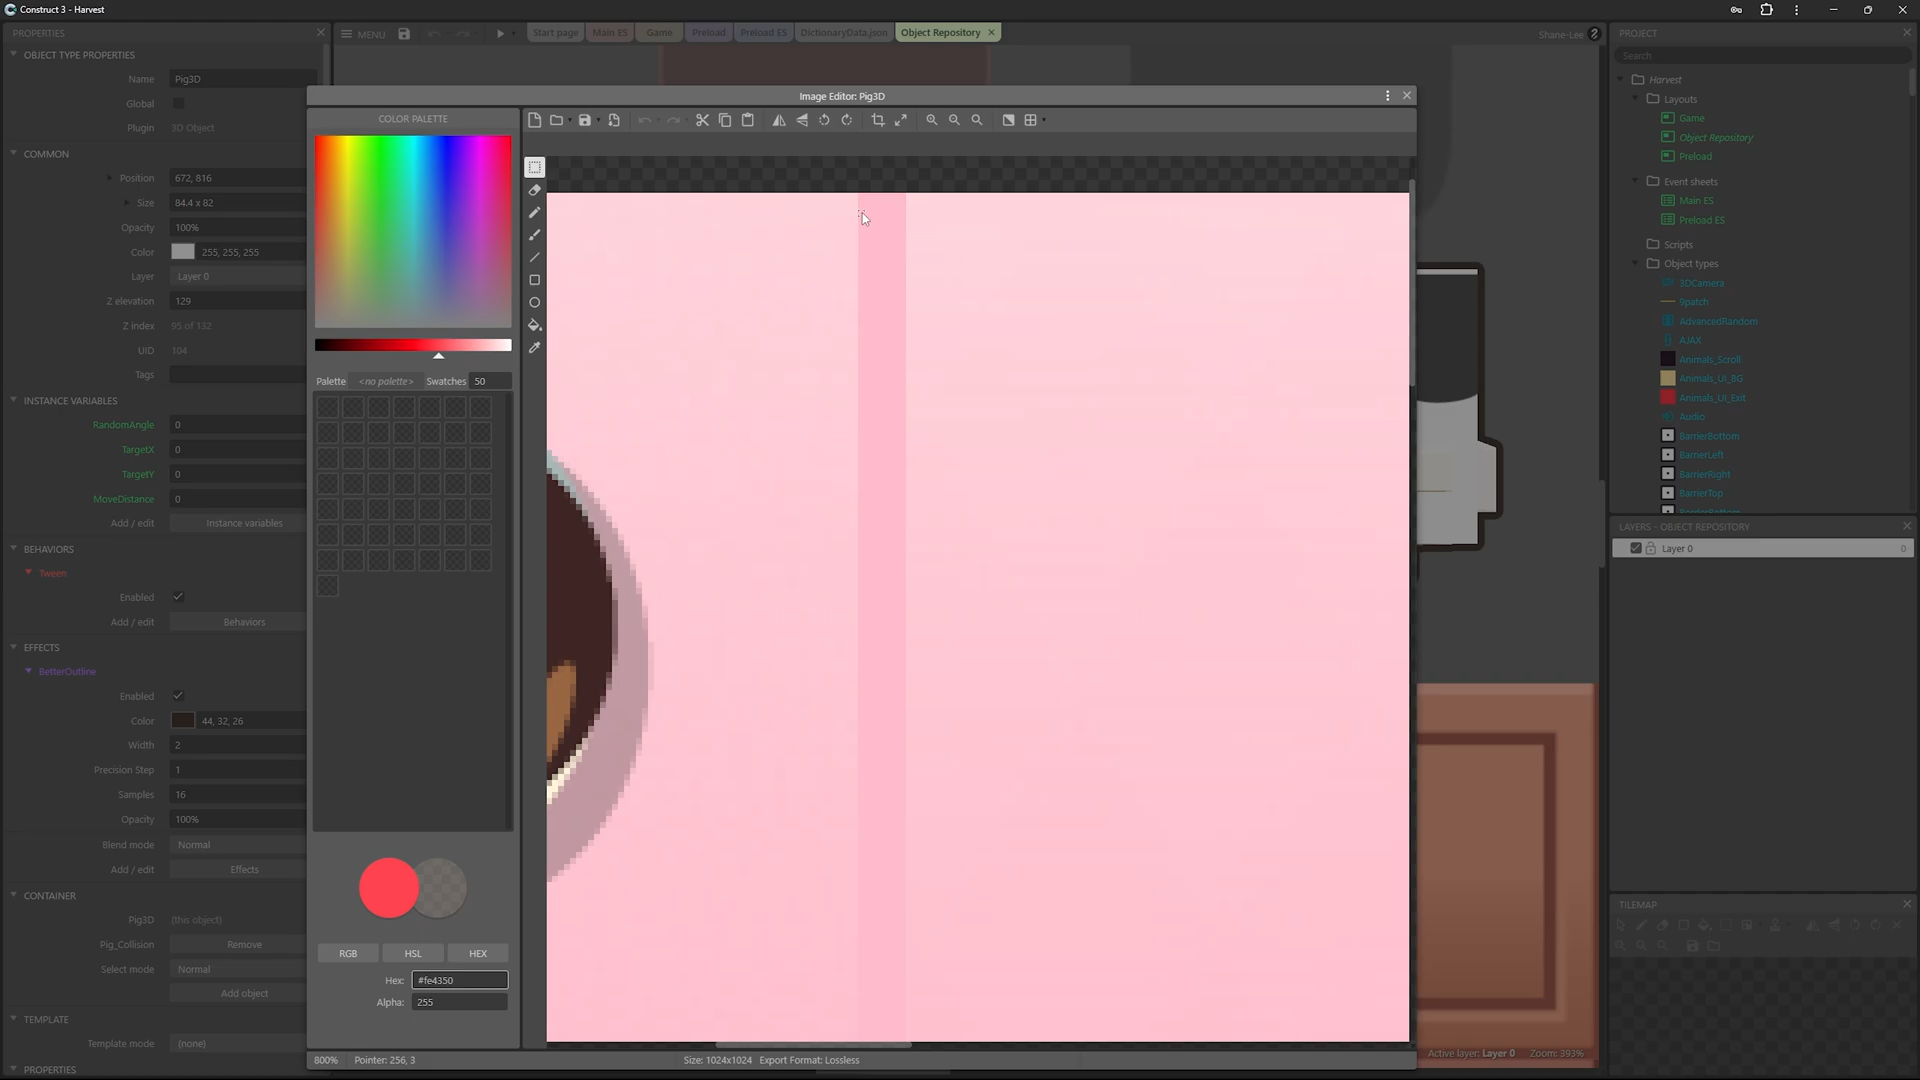 Construct 3 - Harvest
PROPERTIES
OBJECT TYPE PROPERTIES
Name Pig3D
Global
Plugin 3D Object
COMMON
Position 672, 816
Size 84.4 x 82
Opacity 100%
Color 255, 255, 255
Layer Layer 0
Z elevation 129
Z index 95 of 132
UID 104
Tags
INSTANCE VARIABLES
RandomAngle 0
TargetX 0
TargetY 0
MoveDistance 0
Add / edit Instance variables
BEHAVIORS
Tween
Enabled
Add / edit Behaviors
EFFECTS
BetterOutline
Enabled
Color 44, 32, 26
Width 2
Precision Step 1
Samples 16
Opacity 100%
Blend mode Normal
Add / edit Effects
CONTAINER
Pig3D (this object)
Pig_Collision Remove
Select mode Normal
Add object
TEMPLATE
Template mode (none)
PROPERTIES
MENU
Start page Main ES Game Preload Preload ES DictionaryData.json Object Repository
Shane-Lee
Image Editor: Pig3D
COLOR PALETTE
Palette <no palette> Swatches 50
RGB HSL HEX
Hex: #fe4350
Alpha: 255
800% Pointer: 256, 3 Size: 1024x1024 Export Format: Lossless
Active layer: Layer 0 Zoom: 393%
PROJECT
Search
Harvest
Layouts
Game
Object Repository
Preload
Event sheets
Main ES
Preload ES
Scripts
Object types
3DCamera
9patch
AdvancedRandom
AJAX
Animals_Scroll
Animals_UI_BG
Animals_UI_Exit
Audio
BarrierBottom
BarrierLeft
BarrierRight
BarrierTop
BorderBottom
LAYERS - OBJECT REPOSITORY
Layer 0 0
TILEMAP